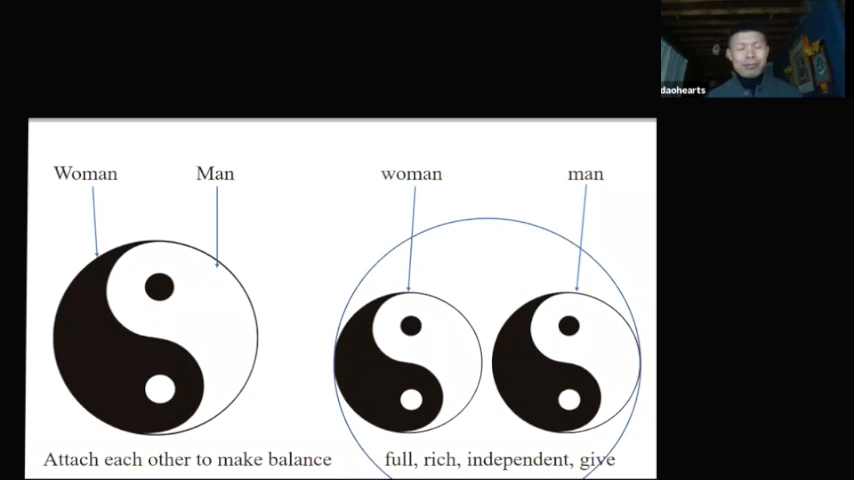 daohearts
Woman Man woman man
Attach each other to make balance full, rich, independent, give